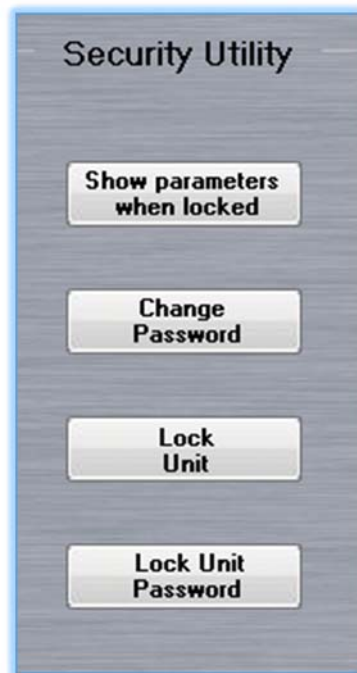 Security Utility
Show parameters
when locked
Change
Password
Lock
Unit
Lock Unit
Password